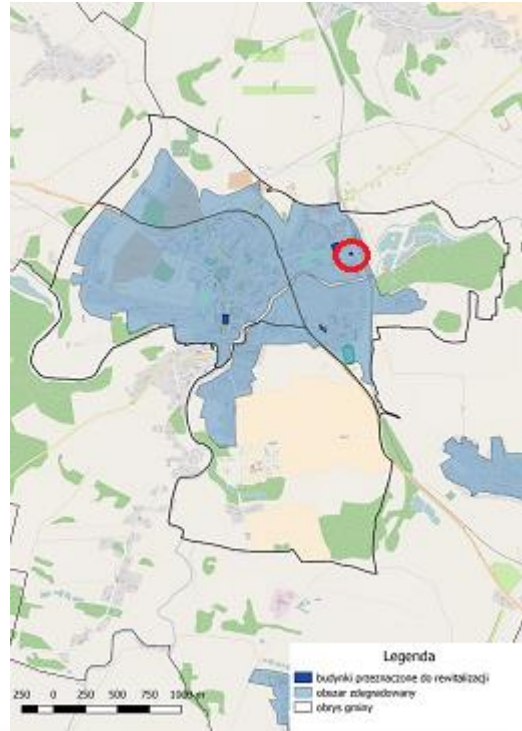 Legenda
budynki przeznaczone do rewitalizacji
obszar zdegradowany
obrys gminy
250 0 250 500 750 1000 m